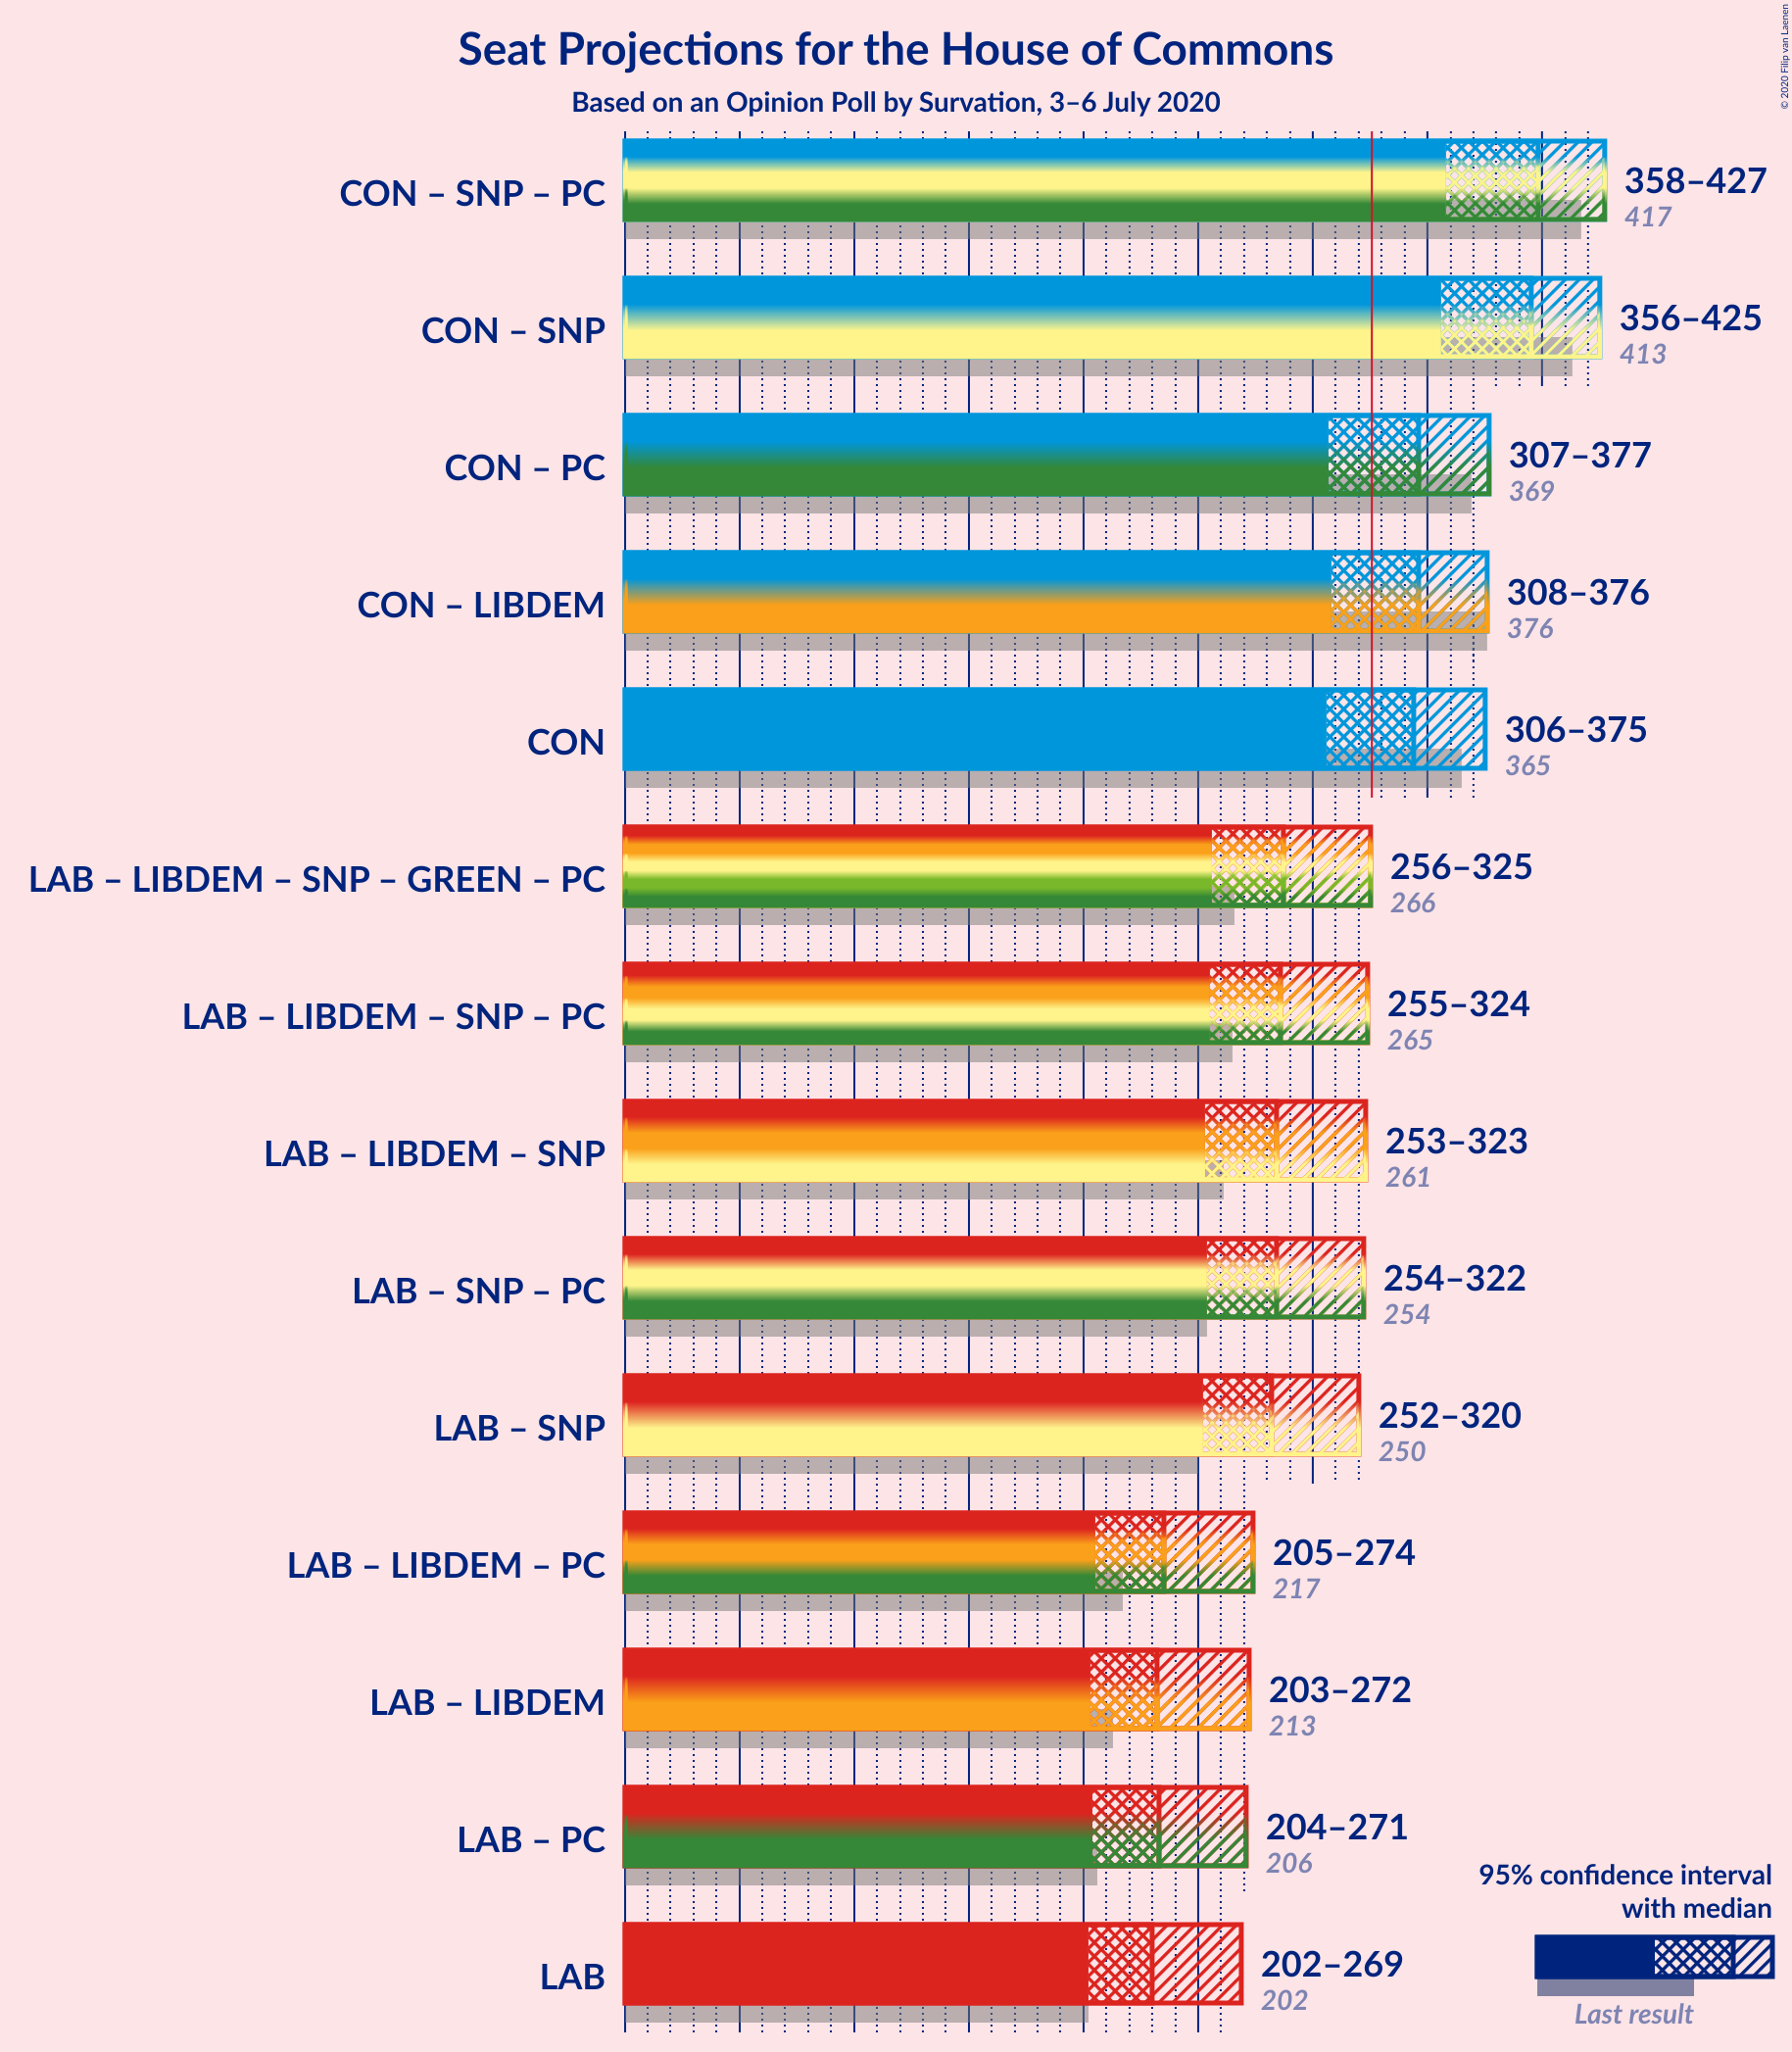 Seat Projections for the House of Commons
Based on an Opinion Poll by Survation, 3–6 July 2020
© 2020 Filip van Laenen
CON – SNP – PC
358–427
417
CON – SNP
356–425
413
CON – PC
307–377
369
CON – LIBDEM
308–376
376
CON
306–375
365
LAB – LIBDEM – SNP – GREEN – PC
256–325
266
LAB – LIBDEM – SNP – PC
255–324
265
LAB – LIBDEM – SNP
253–323
261
LAB – SNP – PC
254–322
254
LAB – SNP
252–320
250
LAB – LIBDEM – PC
205–274
217
LAB – LIBDEM
203–272
213
LAB – PC
204–271
206
LAB
202–269
202
95% confidence interval
with median
Last result